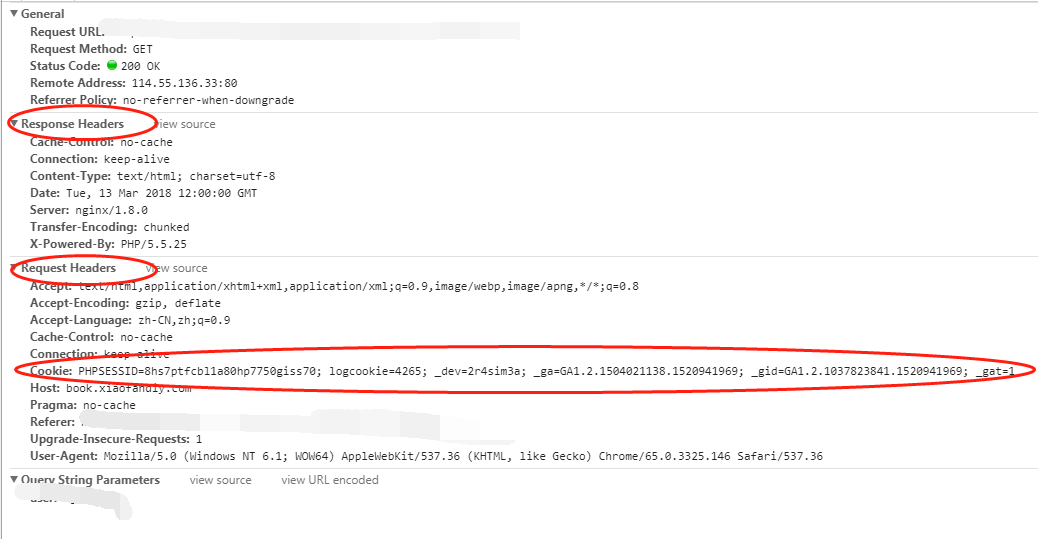 General
Request URL:
Request Method: GET
Status Code: 200 OK
Remote Address: 114.55.136.33:80
Referrer Policy: no-referrer-when-downgrade
Response Headers view source
Cache-Control: no-cache
Connection: keep-alive
Content-Type: text/html; charset=utf-8
Date: Tue, 13 Mar 2018 12:00:00 GMT
Server: nginx/1.8.0
Transfer-Encoding: chunked
X-Powered-By: PHP/5.5.25
Request Headers view source
Accept: text/html,application/xhtml+xml,application/xml;q=0.9,image/webp,image/apng,*/*;q=0.8
Accept-Encoding: gzip, deflate
Accept-Language: zh-CN,zh;q=0.9
Cache-Control: no-cache
Connection: keep-alive
Cookie: PHPSESSID=8hs7ptfcbl1a80hp7750giss70; logcookie=4265; _dev=2r4sim3a; _ga=GA1.2.1504021138.1520941969; _gid=GA1.2.1037823841.1520941969; _gat=1
Host: book.xiaofandiy.com
Pragma: no-cache
Referer:
Upgrade-Insecure-Requests: 1
User-Agent: Mozilla/5.0 (Windows NT 6.1; WOW64) AppleWebKit/537.36 (KHTML, like Gecko) Chrome/65.0.3325.146 Safari/537.36
Query String Parameters view source view URL encoded